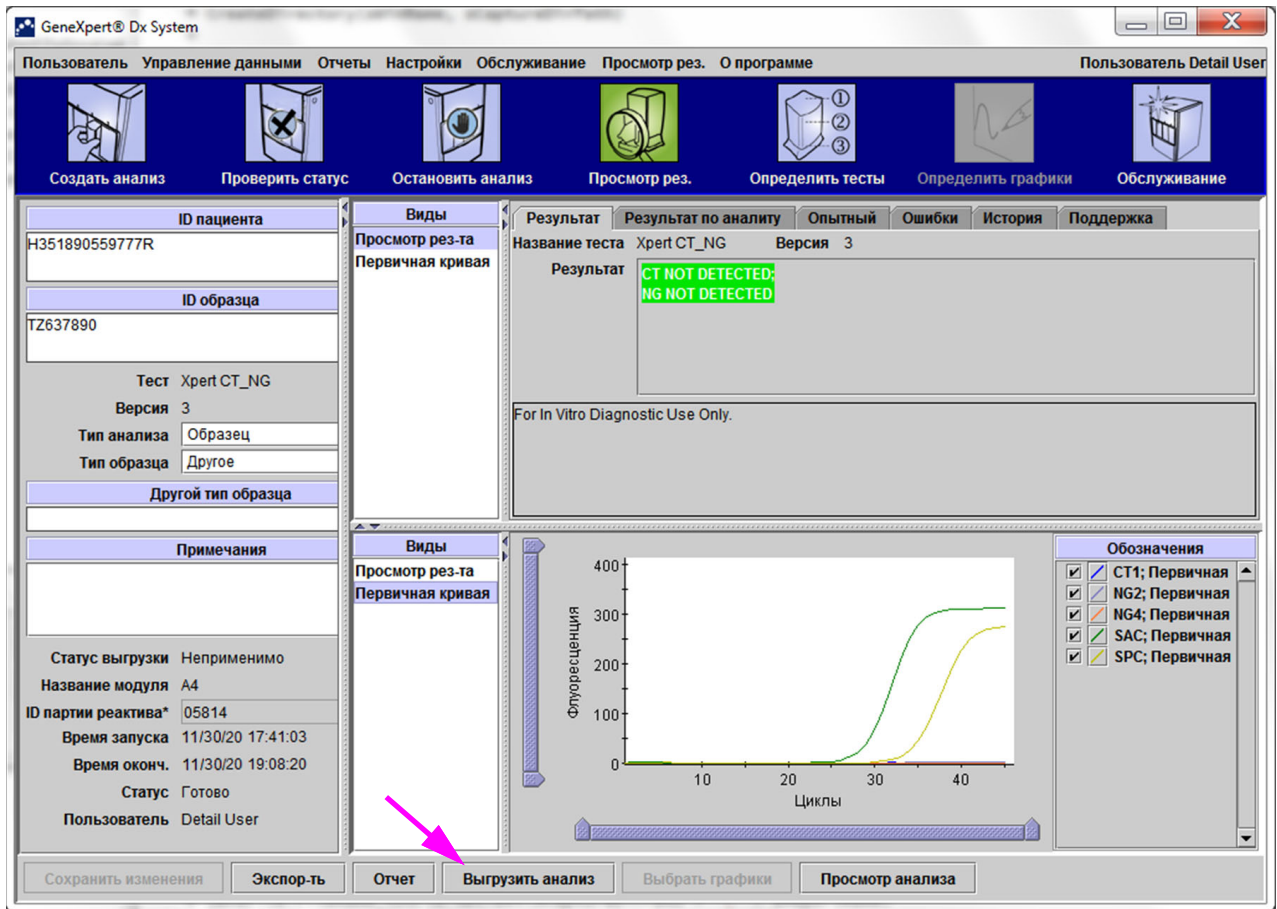 GeneXpert® Dx System
Пользователь Управление данными Отчеты Настройки Обслуживание Просмотр рез. О программе Пользователь Detail User
① ② ③
Создать анализ Проверить статус Остановить анализ Просмотр рез. Определить тесты Определить графики Обслуживание
ID пациента
H351890559777R
ID образца
TZ637890
Тест Xpert CT_NG
Версия 3
Тип анализа Образец
Тип образца Другое
Другой тип образца
Примечания
Статус выгрузки Неприменимо
Название модуля A4
ID партии реактива* 05814
Время запуска 11/30/20 17:41:03
Время оконч. 11/30/20 19:08:20
Статус Готово
Пользователь Detail User
Виды
Просмотр рез-та
Первичная кривая
Результат Результат по аналиту Опытный Ошибки История Поддержка
Название теста Xpert CT_NG Версия 3
Результат CT NOT DETECTED;
NG NOT DETECTED
For In Vitro Diagnostic Use Only.
Виды
Просмотр рез-та
Первичная кривая
Флуоресценция
400
300
200
100
0
10 20 30 40
Циклы
Обозначения
CT1; Первичная
NG2; Первичная
NG4; Первичная
SAC; Первичная
SPC; Первичная
Сохранить изменения Экспор-ть Отчет Выгрузить анализ Выбрать графики Просмотр анализа